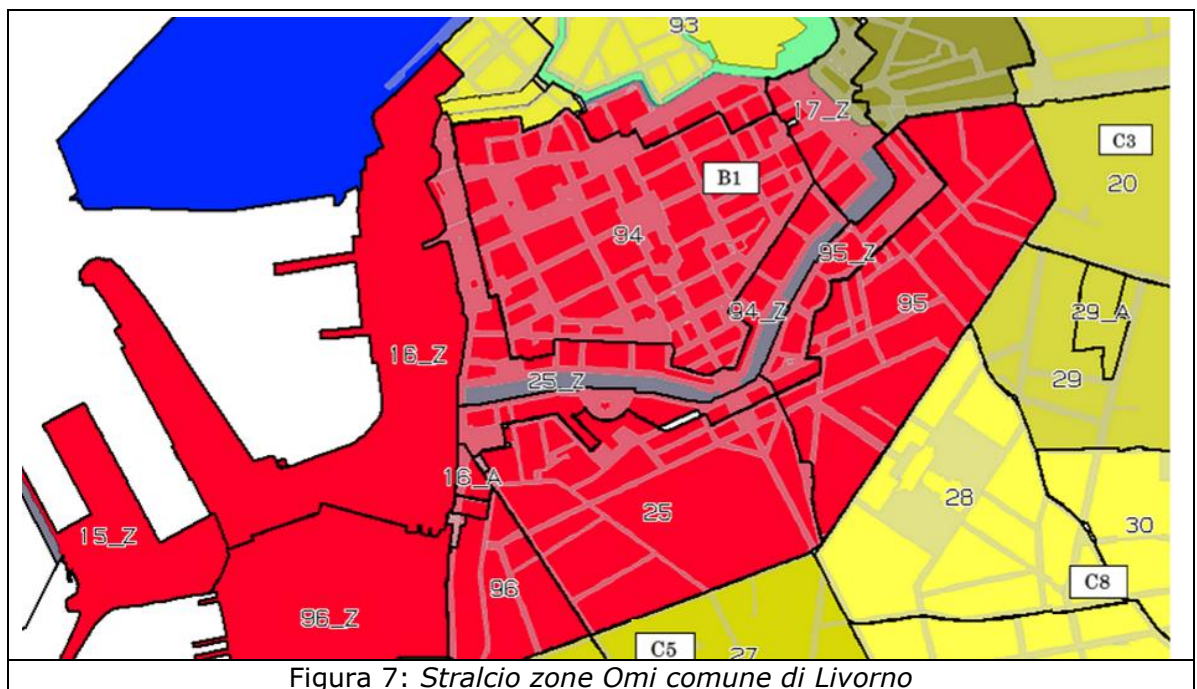 93
17_Z
C3
20
B1
94
95_Z
94_Z
95
29_A
16_Z
29
25_Z
16_A
28
25
30
15_Z
96
C8
96_Z
C5
27
Figura 7: Stralcio zone Omi comune di Livorno